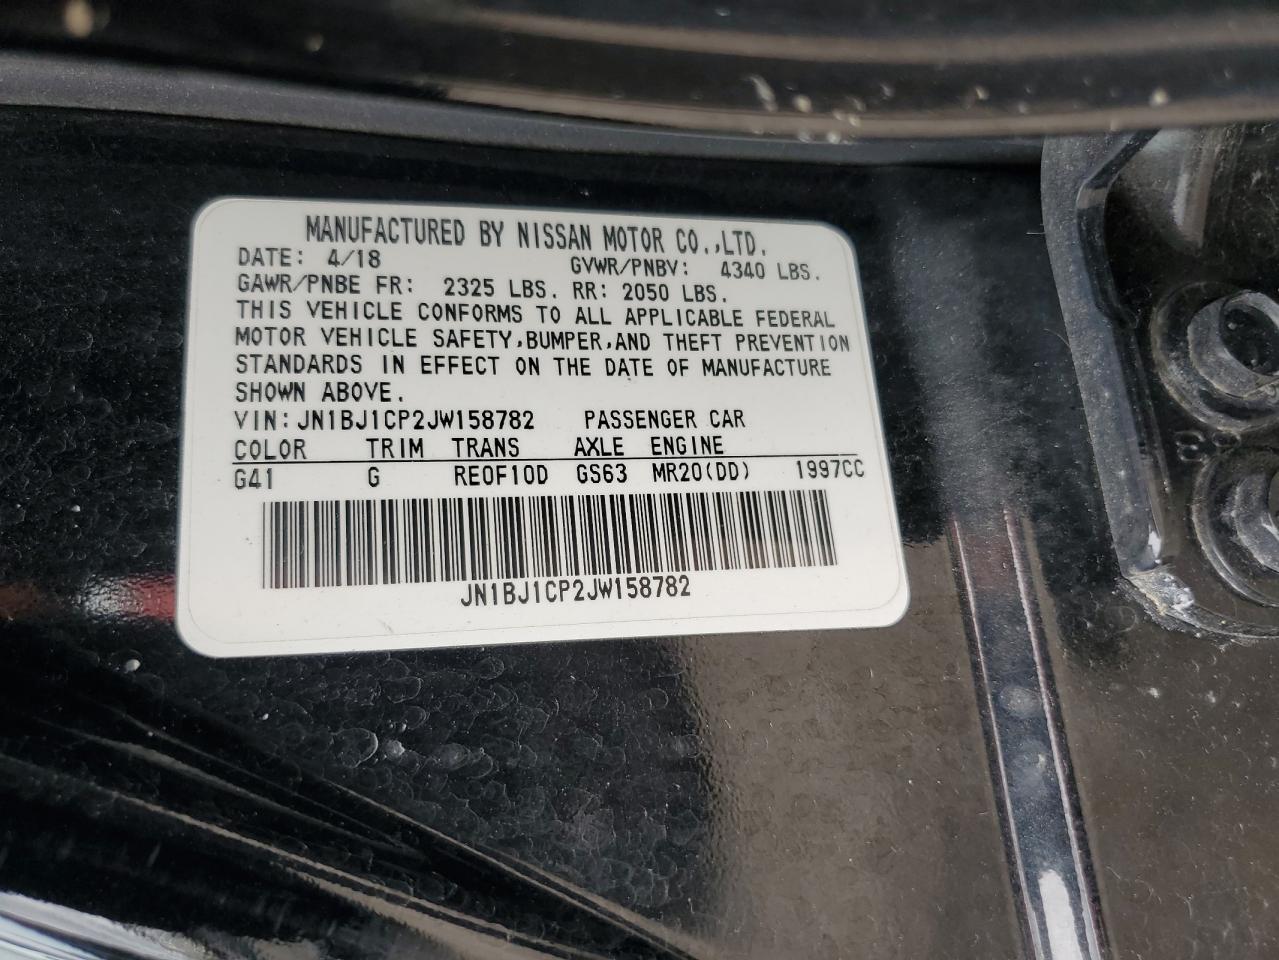 MANUFACTURED BY NISSAN MOTOR CO.,LTD.
DATE: 4/18 GVWR/PNBV: 4340 LBS.
GAWR/PNBE FR: 2325 LBS. RR: 2050 LBS.
THIS VEHICLE CONFORMS TO ALL APPLICABLE FEDERAL
MOTOR VEHICLE SAFETY,BUMPER,AND THEFT PREVENTION
STANDARDS IN EFFECT ON THE DATE OF MANUFACTURE
SHOWN ABOVE.
VIN:JN1BJ1CP2JW158782 PASSENGER CAR
COLOR TRIM TRANS AXLE ENGINE
G41 G RE0F10D GS63 MR20(DD) 1997CC
JN1BJ1CP2JW158782